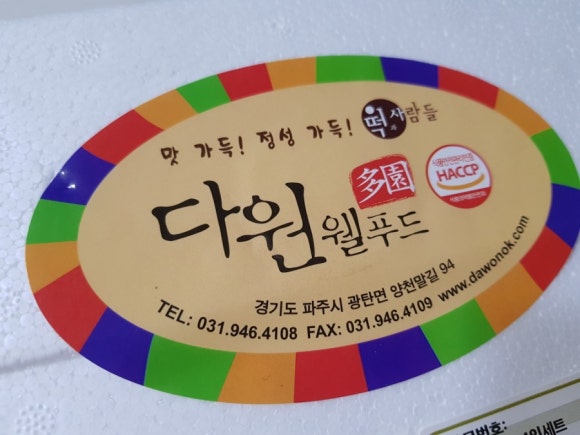 맛 가득! 정성 가득! 떡과 사람들
多園
HACCP
다원웰푸드
경기도 파주시 광탄면 양천말길 94
TEL: 031.946.4108 FAX: 031.946.4109 www.dawonok.com